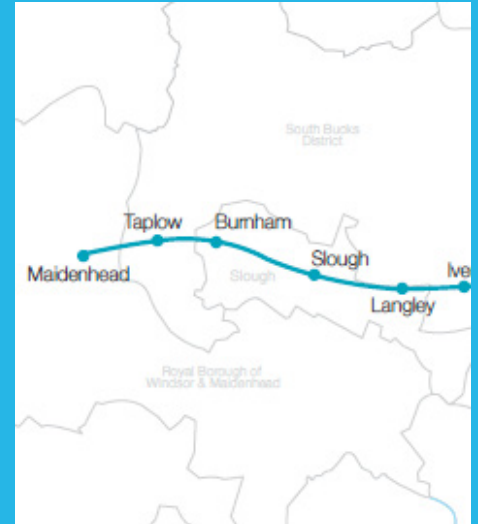 South Bucks
District
Taplow
Burnham
Slough
Maidenhead
Slough
Ive
Langley
Royal Borough of
Windsor & Maidenhead